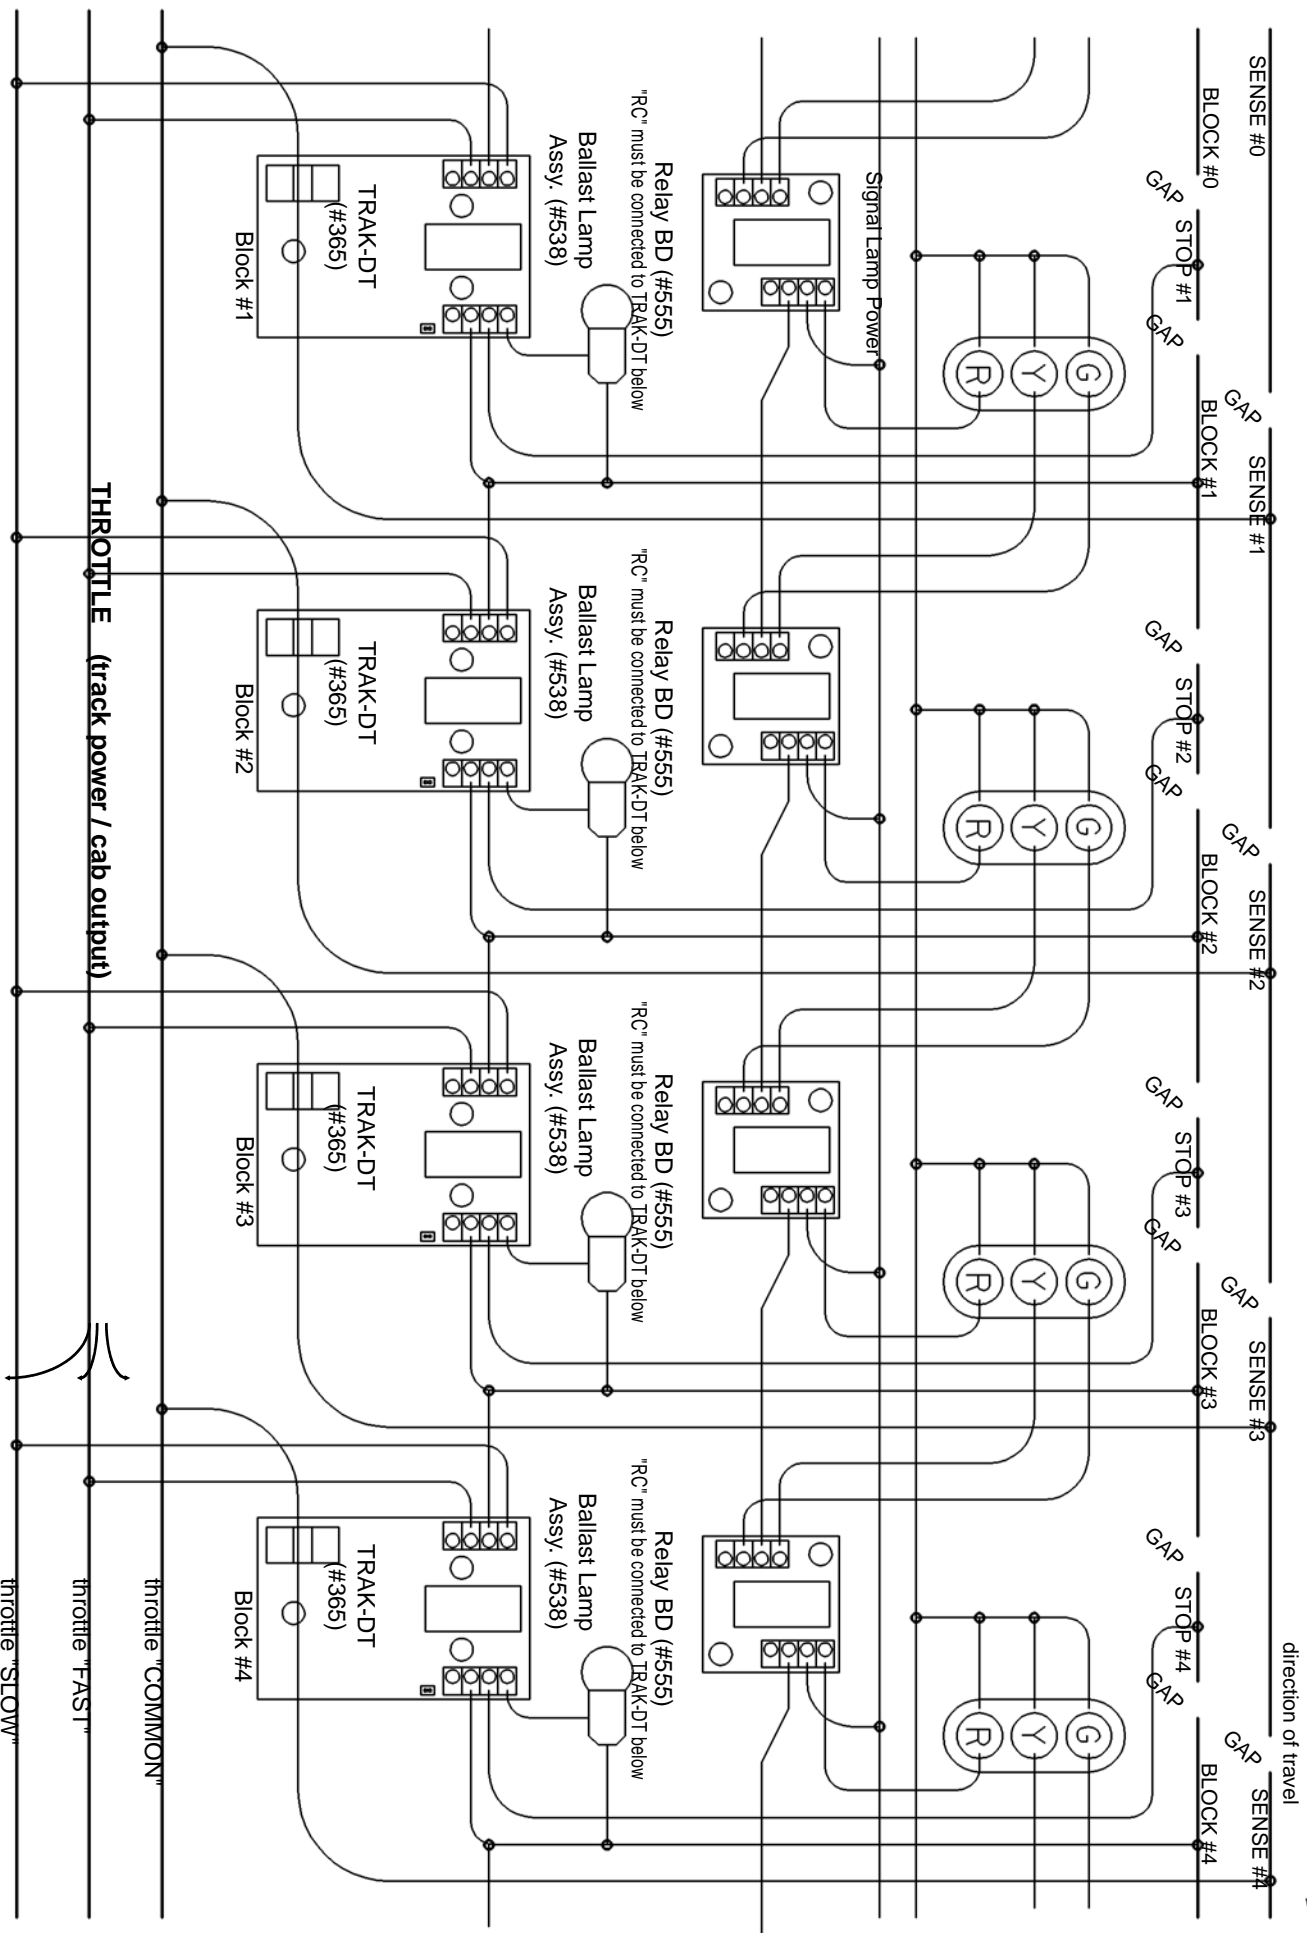 direction of travel
SENSE #0
GAP
SENSE #1
GAP
SENSE #2
GAP
SENSE #3
GAP
SENSE #4
BLOCK #0
GAP
STOP #1
GAP
BLOCK #1
GAP
STOP #2
GAP
BLOCK #2
GAP
STOP #3
GAP
BLOCK #3
GAP
STOP #4
GAP
BLOCK #4
G
Y
R
G
Y
R
G
Y
R
G
Y
R
Signal Lamp Power
Relay BD (#555)
"RC" must be connected to TRAK-DT below
Relay BD (#555)
"RC" must be connected to TRAK-DT below
Relay BD (#555)
"RC" must be connected to TRAK-DT below
Relay BD (#555)
"RC" must be connected to TRAK-DT below
Ballast Lamp
Assy. (#538)
Ballast Lamp
Assy. (#538)
Ballast Lamp
Assy. (#538)
Ballast Lamp
Assy. (#538)
TRAK-DT
(#365)
Block #1
TRAK-DT
(#365)
Block #2
TRAK-DT
(#365)
Block #3
TRAK-DT
(#365)
Block #4
THROTTLE (track power / cab output)
throttle "COMMON"
throttle "FAST"
throttle "SLOW"